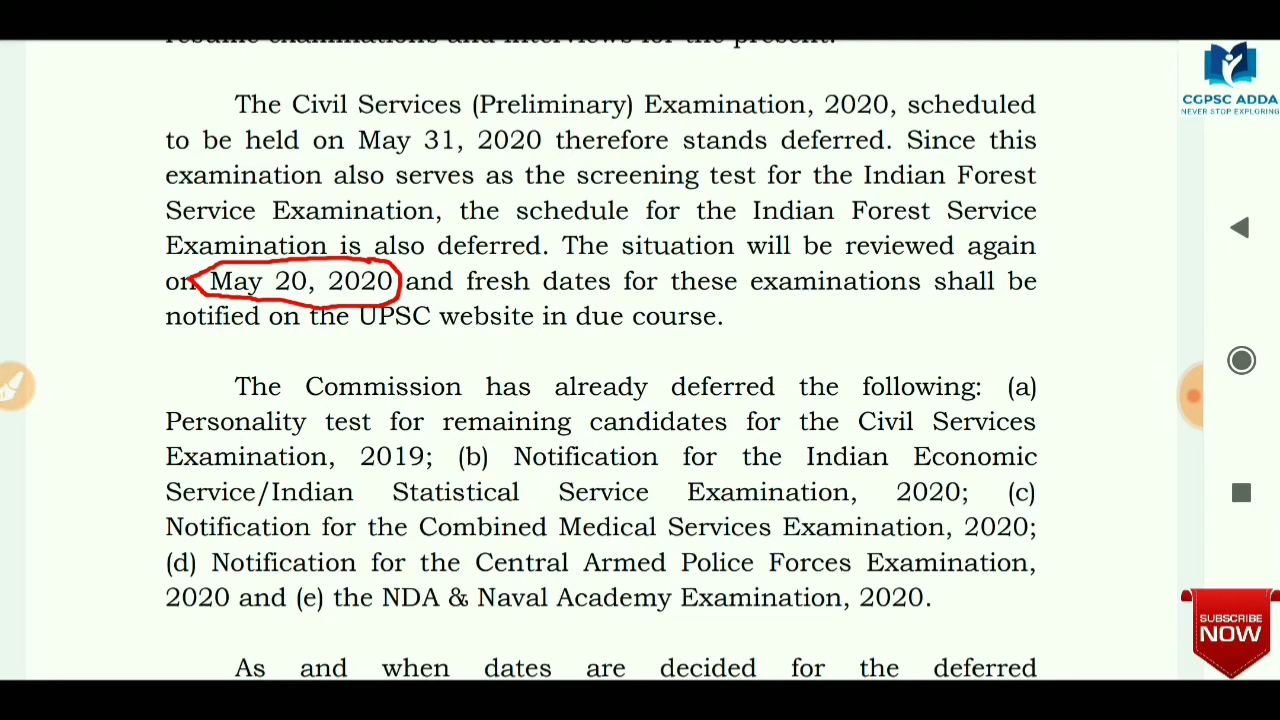 resume examinations and interviews for the present.
CGPSC ADDA
NEVER STOP EXPLORING
The Civil Services (Preliminary) Examination, 2020, scheduled
to be held on May 31, 2020 therefore stands deferred. Since this
examination also serves as the screening test for the Indian Forest
Service Examination, the schedule for the Indian Forest Service
Examination is also deferred. The situation will be reviewed again
on May 20, 2020 and fresh dates for these examinations shall be
notified on the UPSC website in due course.
The Commission has already deferred the following: (a)
Personality test for remaining candidates for the Civil Services
Examination, 2019; (b) Notification for the Indian Economic
Service/Indian Statistical Service Examination, 2020; (c)
Notification for the Combined Medical Services Examination, 2020;
(d) Notification for the Central Armed Police Forces Examination,
2020 and (e) the NDA & Naval Academy Examination, 2020.
SUBSCRIBE
NOW
As and when dates are decided for the deferred